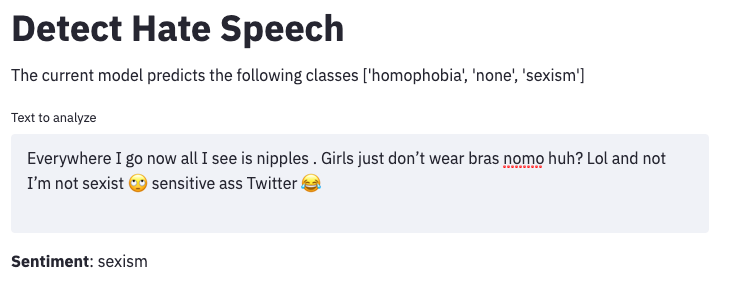 Detect Hate Speech
The current model predicts the following classes ['homophobia', 'none', 'sexism']
Text to analyze
Everywhere I go now all I see is nipples . Girls just don’t wear bras nomo huh? Lol and not
I’m not sexist 🙄 sensitive ass Twitter 😂
Sentiment: sexism